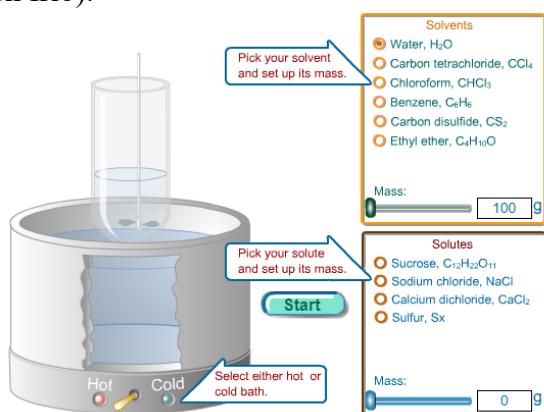 Solvents
Water, H₂O
Carbon tetrachloride, CCl₄
Chloroform, CHCl₃
Benzene, C₆H₆
Carbon disulfide, CS₂
Ethyl ether, C₄H₁₀O
Mass:
100 g
Pick your solvent
and set up its mass.
Solutes
Sucrose, C₁₂H₂₂O₁₁
Sodium chloride, NaCl
Calcium dichloride, CaCl₂
Sulfur, Sx
Mass:
0 g
Pick your solute
and set up its mass.
Start
Hot Cold
Select either hot or
cold bath.